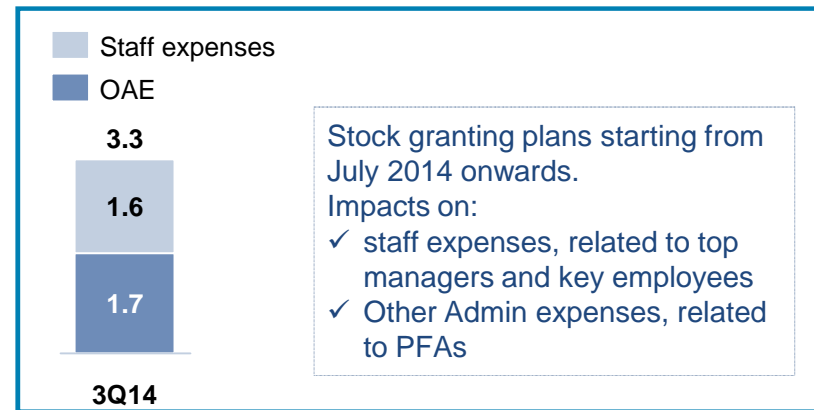 Staff expenses
OAE
3.3
1.6
1.7
3Q14
Stock granting plans starting from
July 2014 onwards.
Impacts on:
✓ staff expenses, related to top
managers and key employees
✓ Other Admin expenses, related
to PFAs